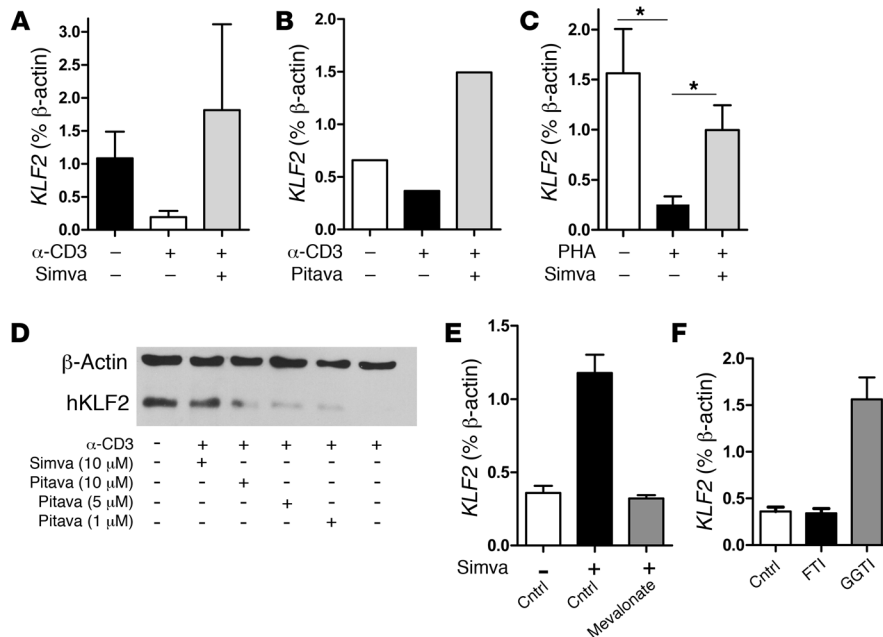 A
KLF2 (% β-actin)
3.0
2.5
2.0
1.5
1.0
0.5
0.0
α-CD3 – + +
Simva – – +
B
KLF2 (% β-actin)
2.0
1.5
1.0
0.5
0.0
α-CD3 – + +
Pitava – – +
C
KLF2 (% β-actin)
2.0
1.5
1.0
0.5
0.0
* *
PHA – + +
Simva – – +
D
β-Actin
hKLF2
α-CD3 - + + + + +
Simva (10 μM) - + - - - -
Pitava (10 μM) - - + - - -
Pitava (5 μM) - - - + - -
Pitava (1 μM) - - - - + -
E
KLF2 (% β-actin)
1.5
1.0
0.5
0.0
Simva - + +
Cntrl Cntrl Mevalonate
F
KLF2 (% β-actin)
2.0
1.5
1.0
0.5
0.0
Cntrl FTI GGTI